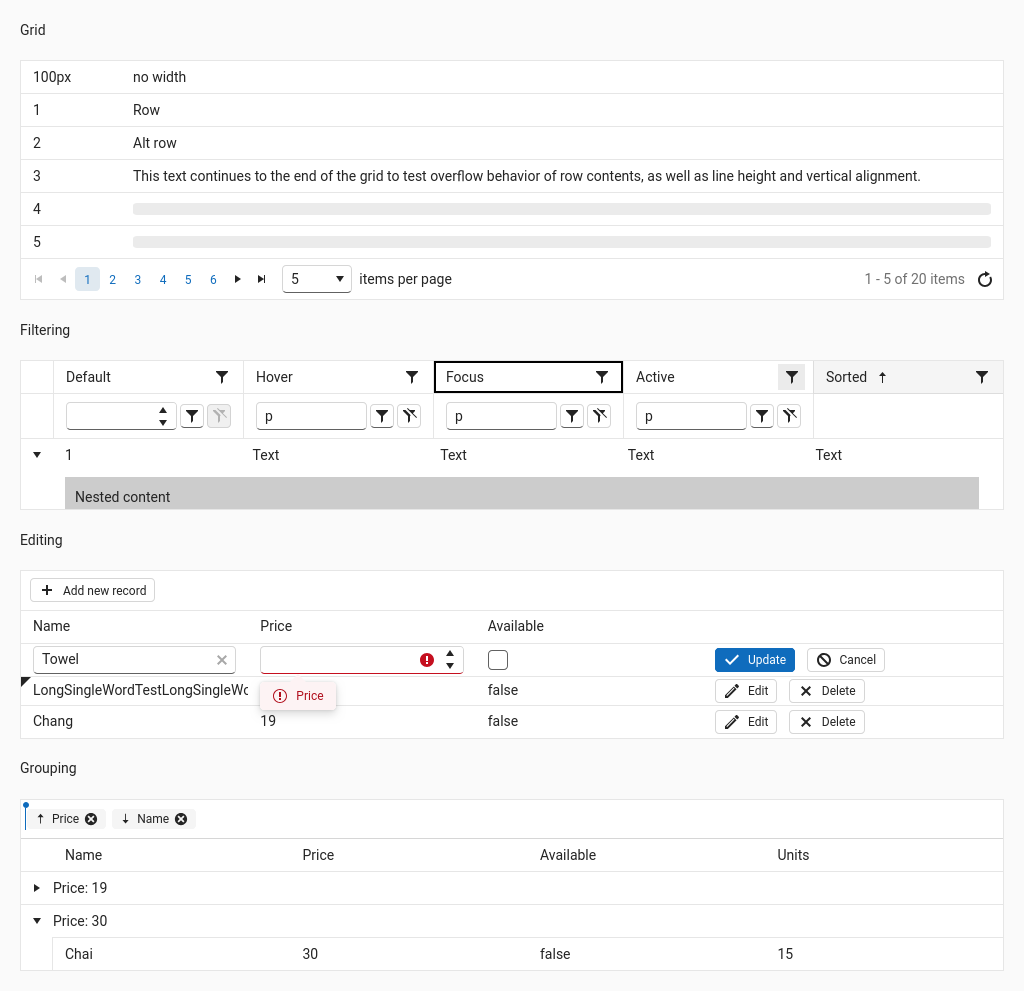 Grid
100px no width
1 Row
2 Alt row
3 This text continues to the end of the grid to test overflow behavior of row contents, as well as line height and vertical alignment.
4
5
1 2 3 4 5 6 5 items per page 1 - 5 of 20 items
Filtering
Default Hover Focus Active Sorted
p p p
1 Text Text Text Text
Nested content
Editing
Add new record
Name Price Available
Towel Update Cancel
LongSingleWordTestLongSingleWo false Edit Delete
Price
Chang 19 false Edit Delete
Grouping
Price Name
Name Price Available Units
Price: 19
Price: 30
Chai 30 false 15